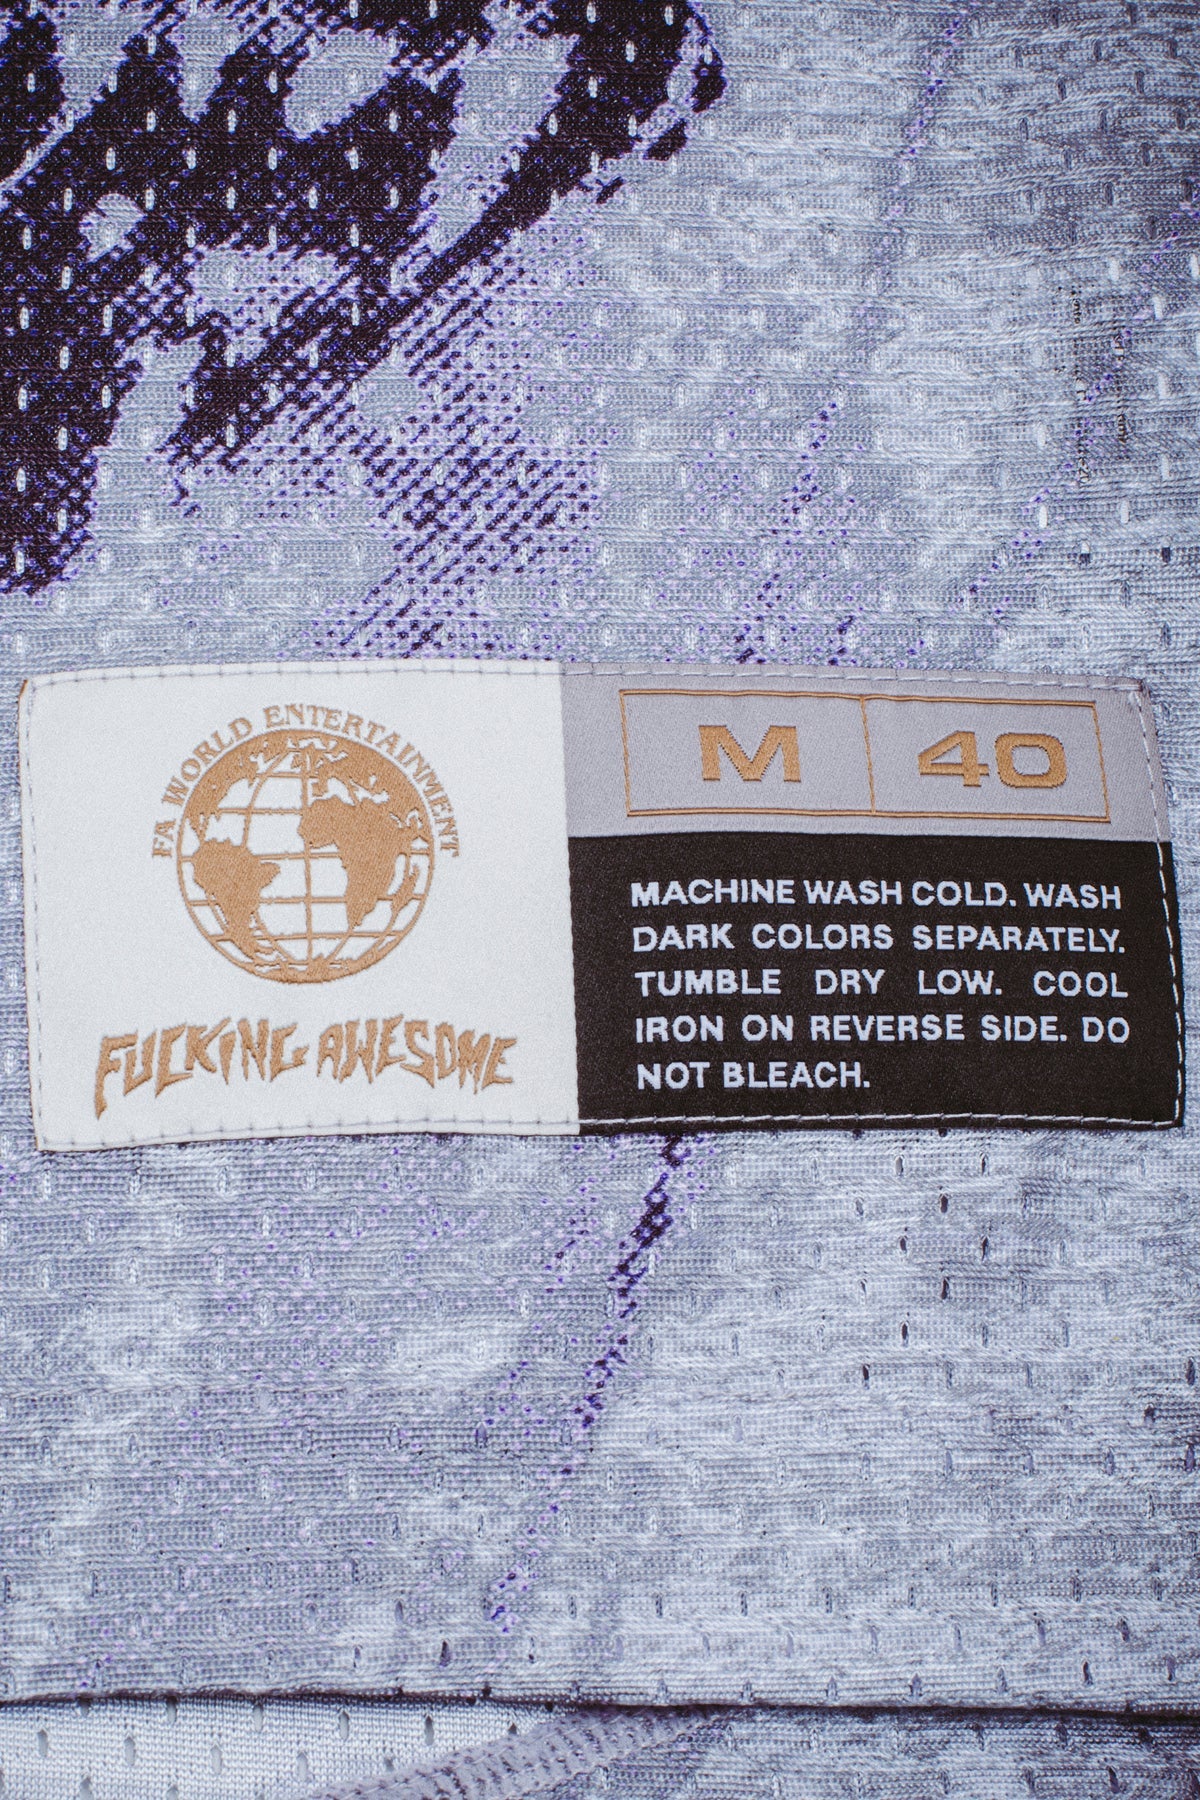 FA WORLD ENTERTAINMENT
FUCKING AWESOME
M 40
MACHINE WASH COLD. WASH
DARK COLORS SEPARATELY.
TUMBLE DRY LOW. COOL
IRON ON REVERSE SIDE. DO
NOT BLEACH.